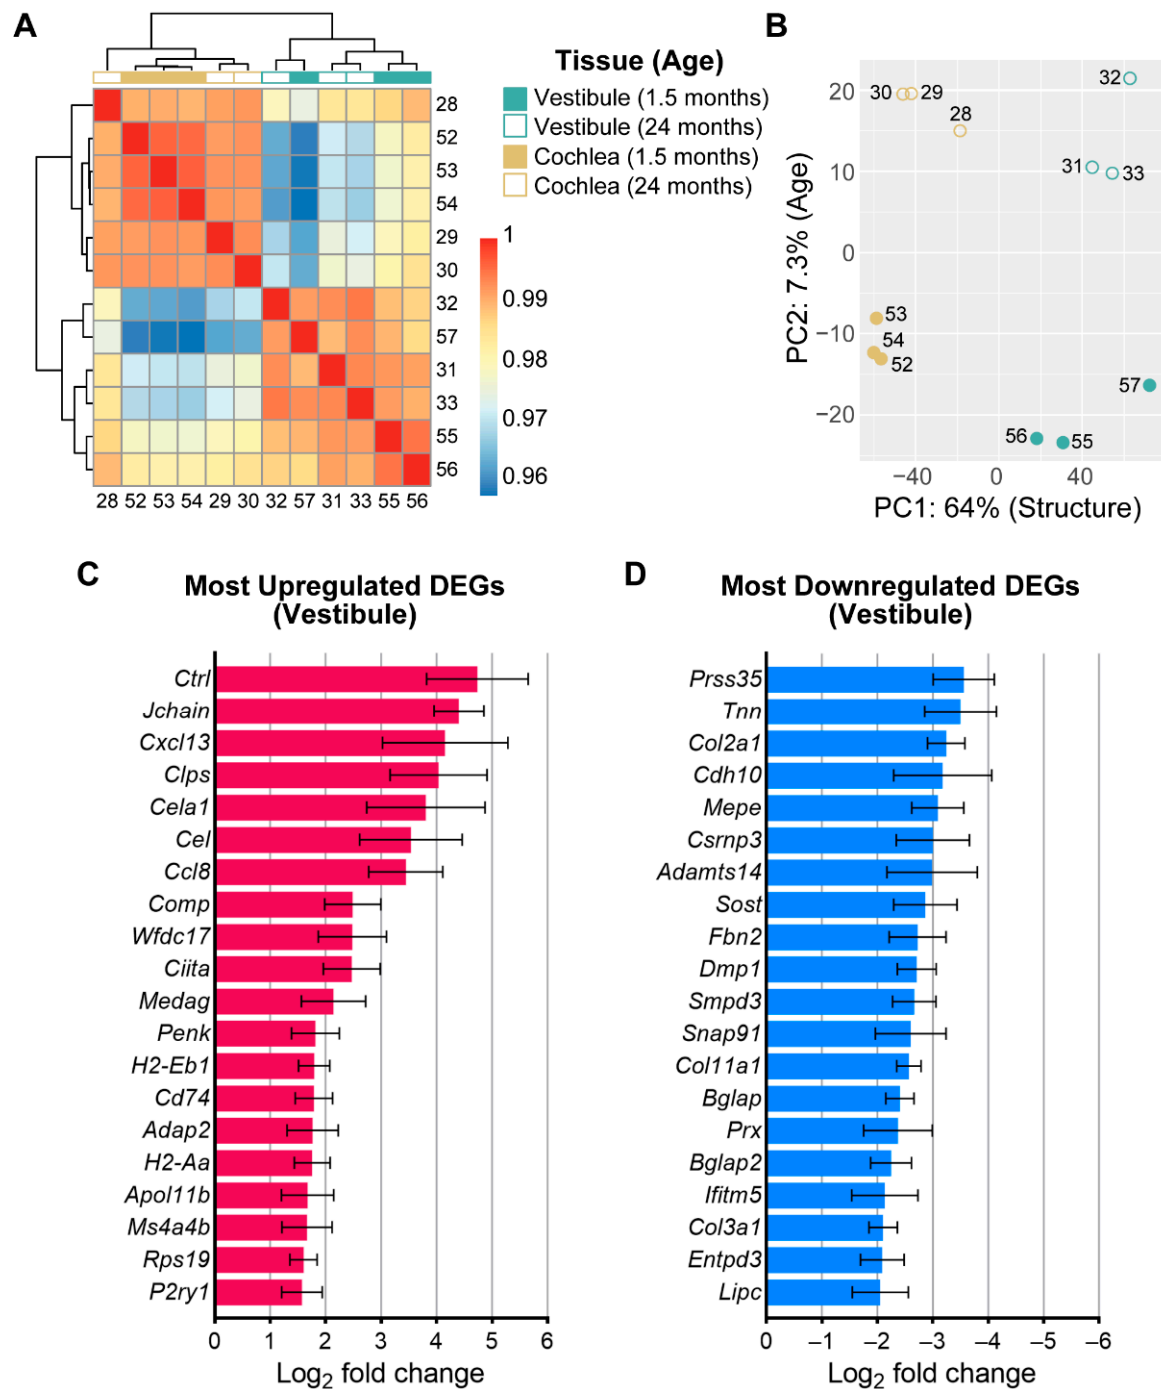 A
Tissue (Age)
Vestibule (1.5 months)
Vestibule (24 months)
Cochlea (1.5 months)
Cochlea (24 months)
28
52
53
54
29
30
32
57
31
33
55
56
28 52 53 54 29 30 32 57 31 33 55 56
1
0.99
0.98
0.97
0.96
B
PC2: 7.3% (Age)
20
10
0
−10
−20
30 29
28
32
31 33
53
54
52
57
56 55
−40 0 40
PC1: 64% (Structure)
C
Most Upregulated DEGs
(Vestibule)
Ctrl
Jchain
Cxcl13
Clps
Cela1
Cel
Ccl8
Comp
Wfdc17
Ciita
Medag
Penk
H2-Eb1
Cd74
Adap2
H2-Aa
Apol11b
Ms4a4b
Rps19
P2ry1
0 1 2 3 4 5 6
Log2 fold change
D
Most Downregulated DEGs
(Vestibule)
Prss35
Tnn
Col2a1
Cdh10
Mepe
Csrnp3
Adamts14
Sost
Fbn2
Dmp1
Smpd3
Snap91
Col11a1
Bglap
Prx
Bglap2
Ifitm5
Col3a1
Entpd3
Lipc
0 −1 −2 −3 −4 −5 −6
Log2 fold change